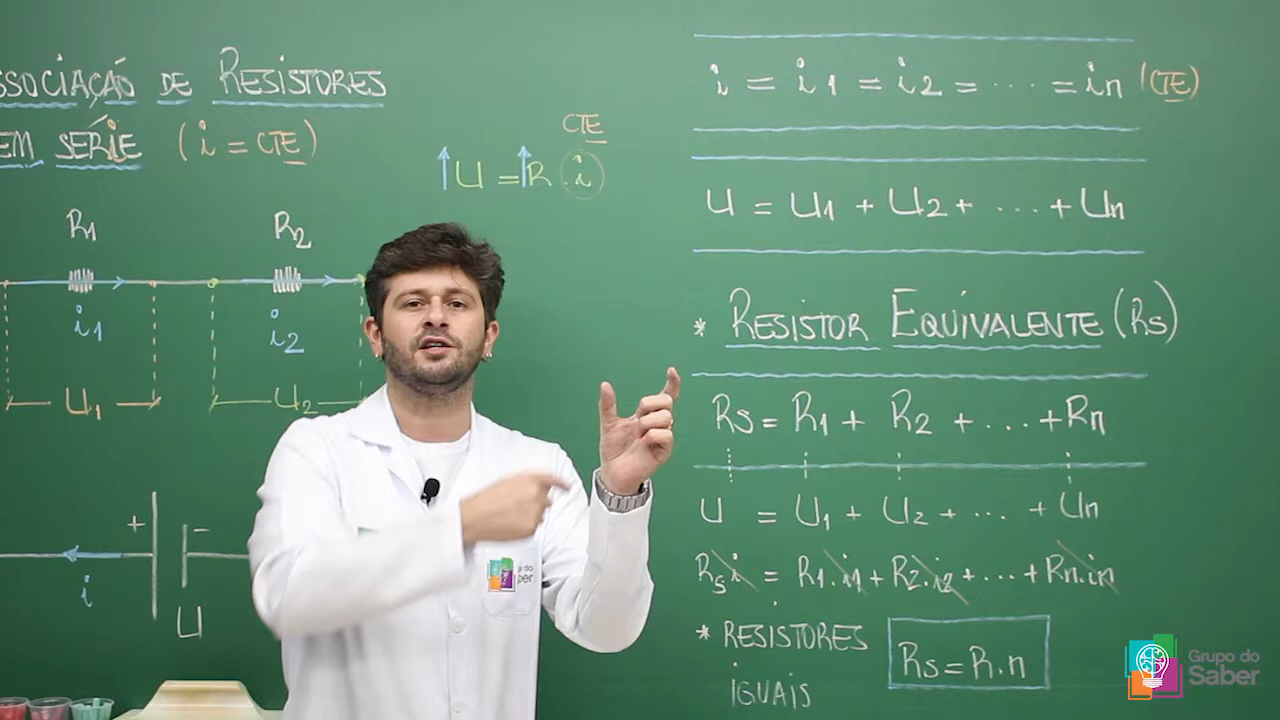 SSOCIAÇÃO DE RESISTORES
EM SÉRIE (i = CTE)
R1 R2
i1 i2
U1 U2
+ -
i
U
CTE
U = R.i
i = i1 = i2 = ... = in (CTE)
U = U1 + U2 + ... + Un
* RESISTOR EQUIVALENTE (Rs)
Rs = R1 + R2 + ... + Rn
U = U1 + U2 + ... + Un
Rs.i = R1.i1 + R2.i2 + ... + Rn.in
* RESISTORES
IGUAIS
Rs = R.n
do
ber
Grupo do
Saber